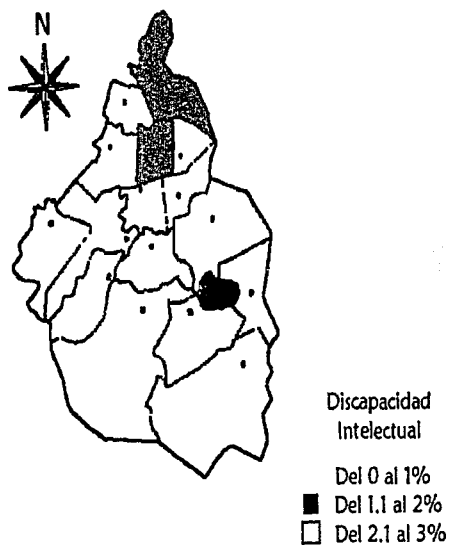 N
Discapacidad
Intelectual
Del 0 al 1%
Del 1.1 al 2%
Del 2.1 al 3%